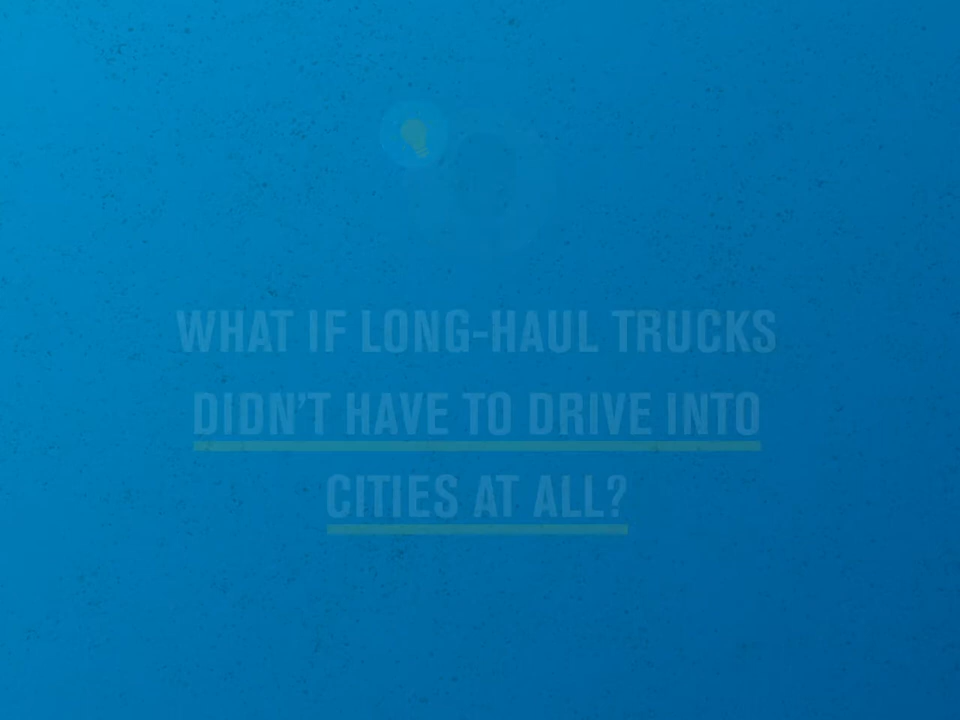 WHAT IF LONG-HAUL TRUCKS
DIDN'T HAVE TO DRIVE INTO
CITIES AT ALL?